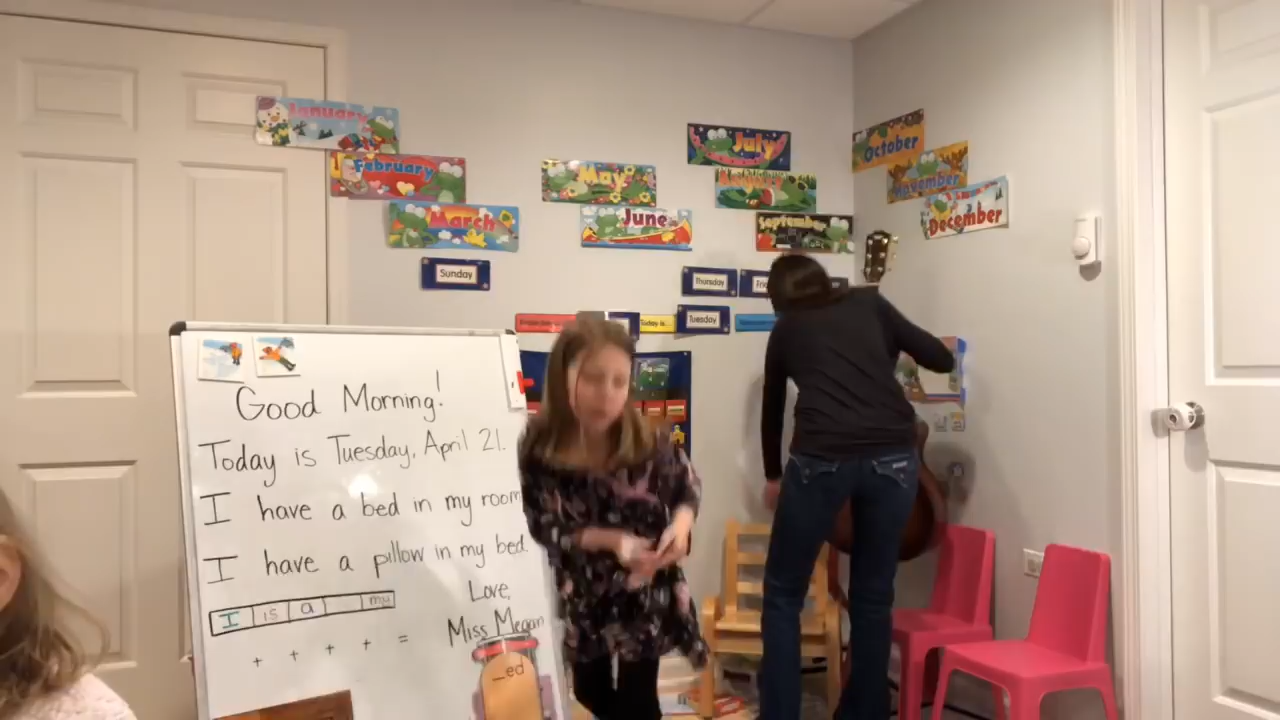 January
February
March
May
June
July
August
September
October
November
December
Sunday
Thursday
Today is
Tuesday
Good Morning!
Today is Tuesday, April 21.
I have a bed in my room
I have a pillow in my bed.
I is a my
+ + + + =
Love,
Miss Megan
_ed